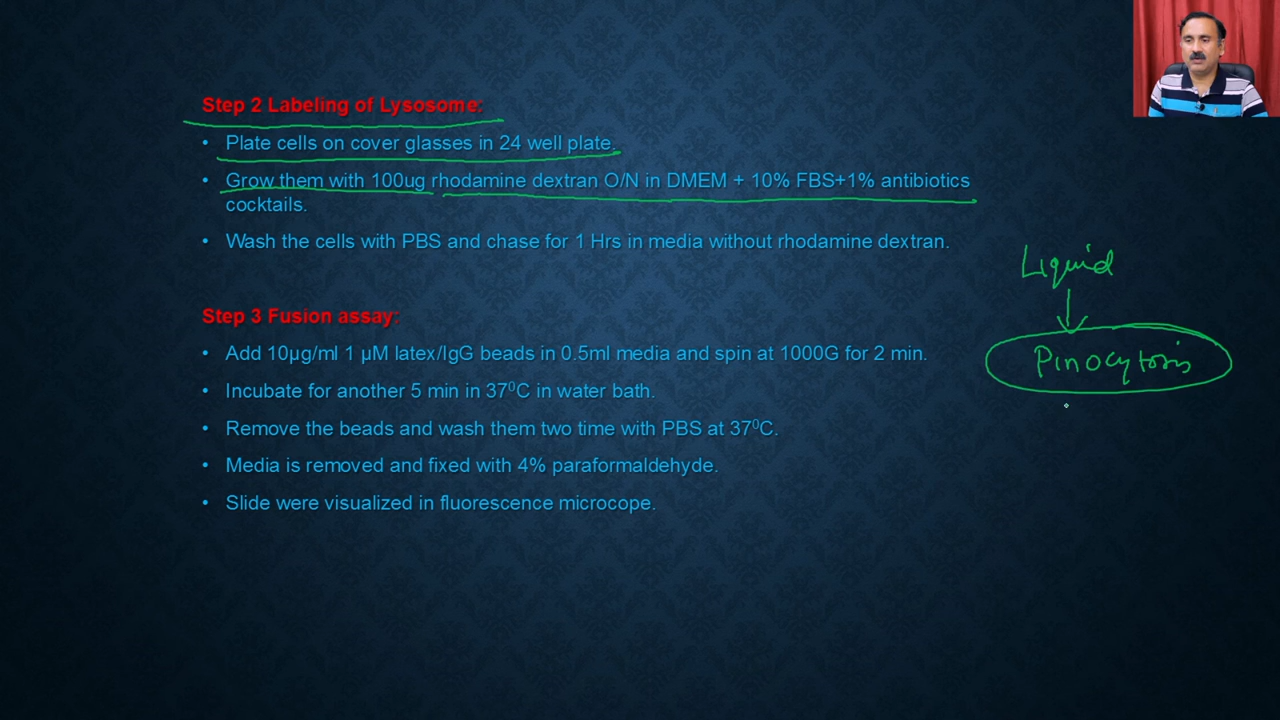 Step 2 Labeling of Lysosome:
• Plate cells on cover glasses in 24 well plate.
• Grow them with 100ug rhodamine dextran O/N in DMEM + 10% FBS+1% antibiotics
cocktails.
• Wash the cells with PBS and chase for 1 Hrs in media without rhodamine dextran.
Liquid
Step 3 Fusion assay:
• Add 10µg/ml 1 µM latex/IgG beads in 0.5ml media and spin at 1000G for 2 min.
Pinocytosis
• Incubate for another 5 min in 37⁰C in water bath.
• Remove the beads and wash them two time with PBS at 37⁰C.
• Media is removed and fixed with 4% paraformaldehyde.
• Slide were visualized in fluorescence microcope.